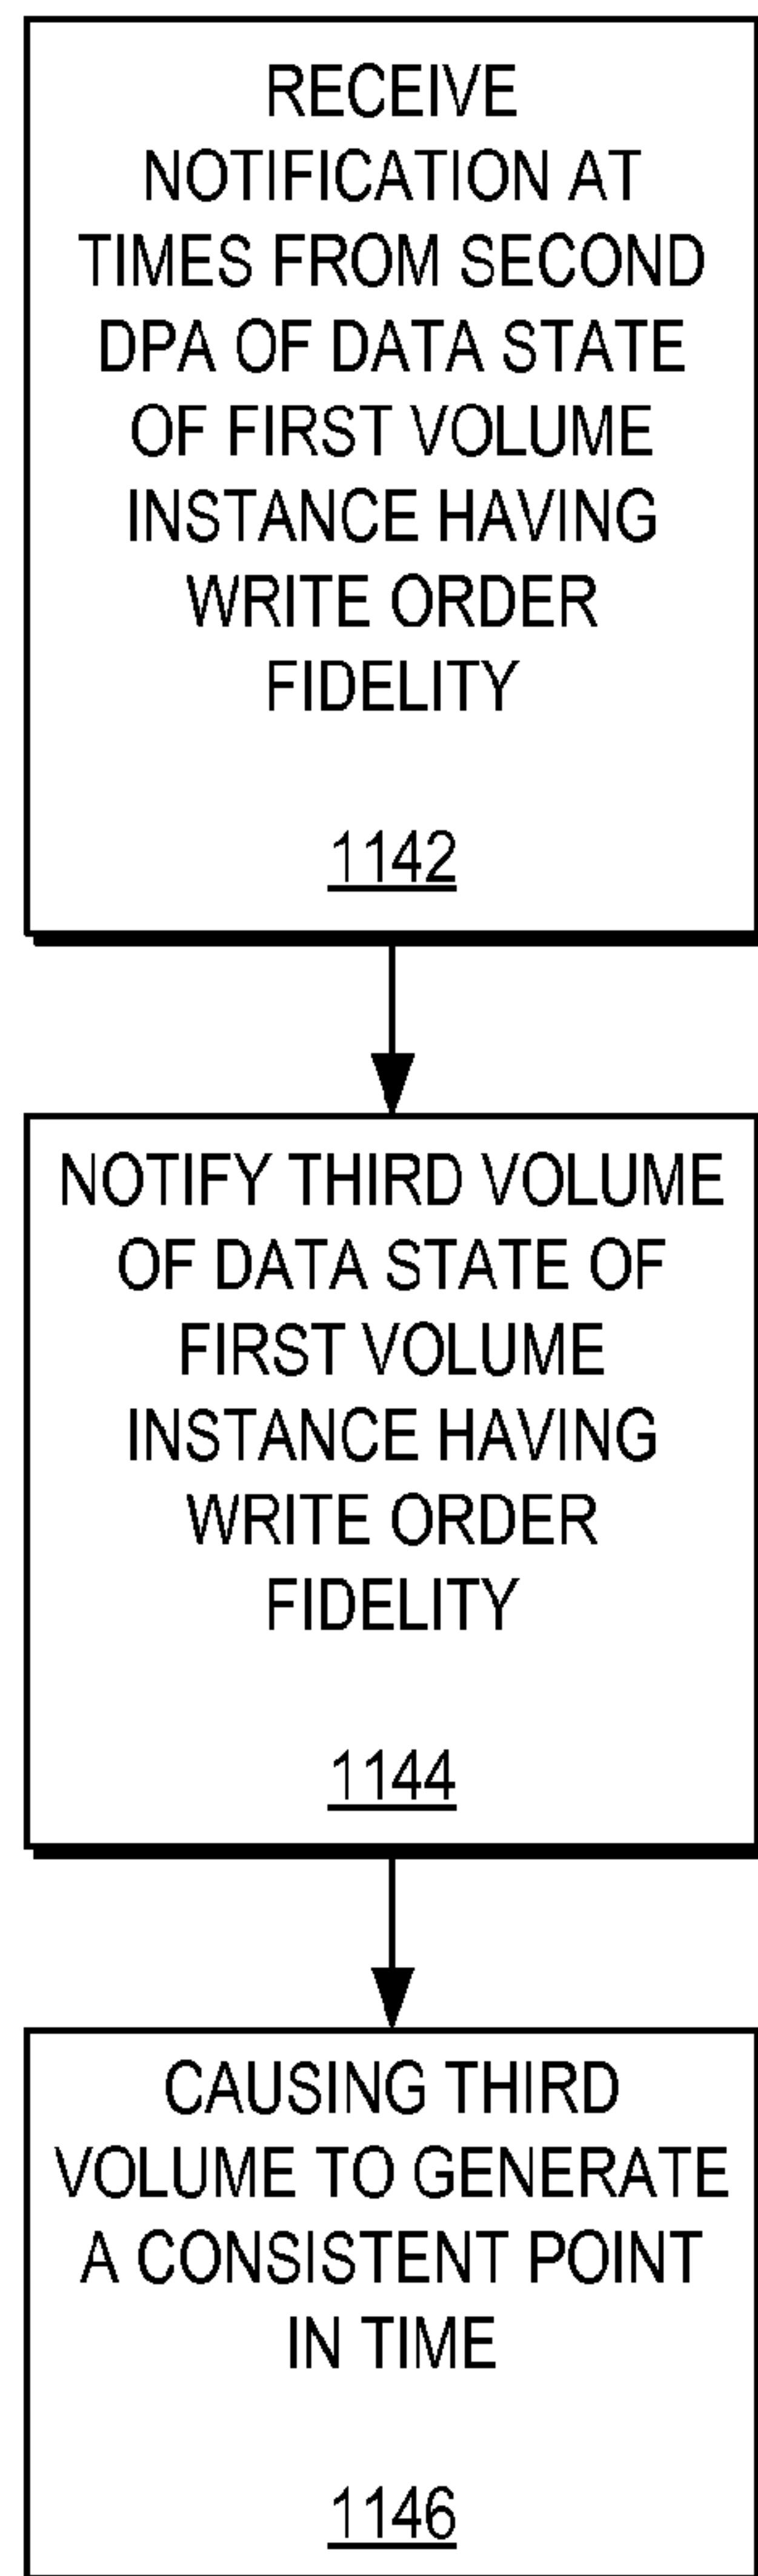 RECEIVE
NOTIFICATION AT
TIMES FROM SECOND
DPA OF DATA STATE
OF FIRST VOLUME
INSTANCE HAVING
WRITE ORDER
FIDELITY
1142
NOTIFY THIRD VOLUME
OF DATA STATE OF
FIRST VOLUME
INSTANCE HAVING
WRITE ORDER
FIDELITY
1144
CAUSING THIRD
VOLUME TO GENERATE
A CONSISTENT POINT
IN TIME
1146